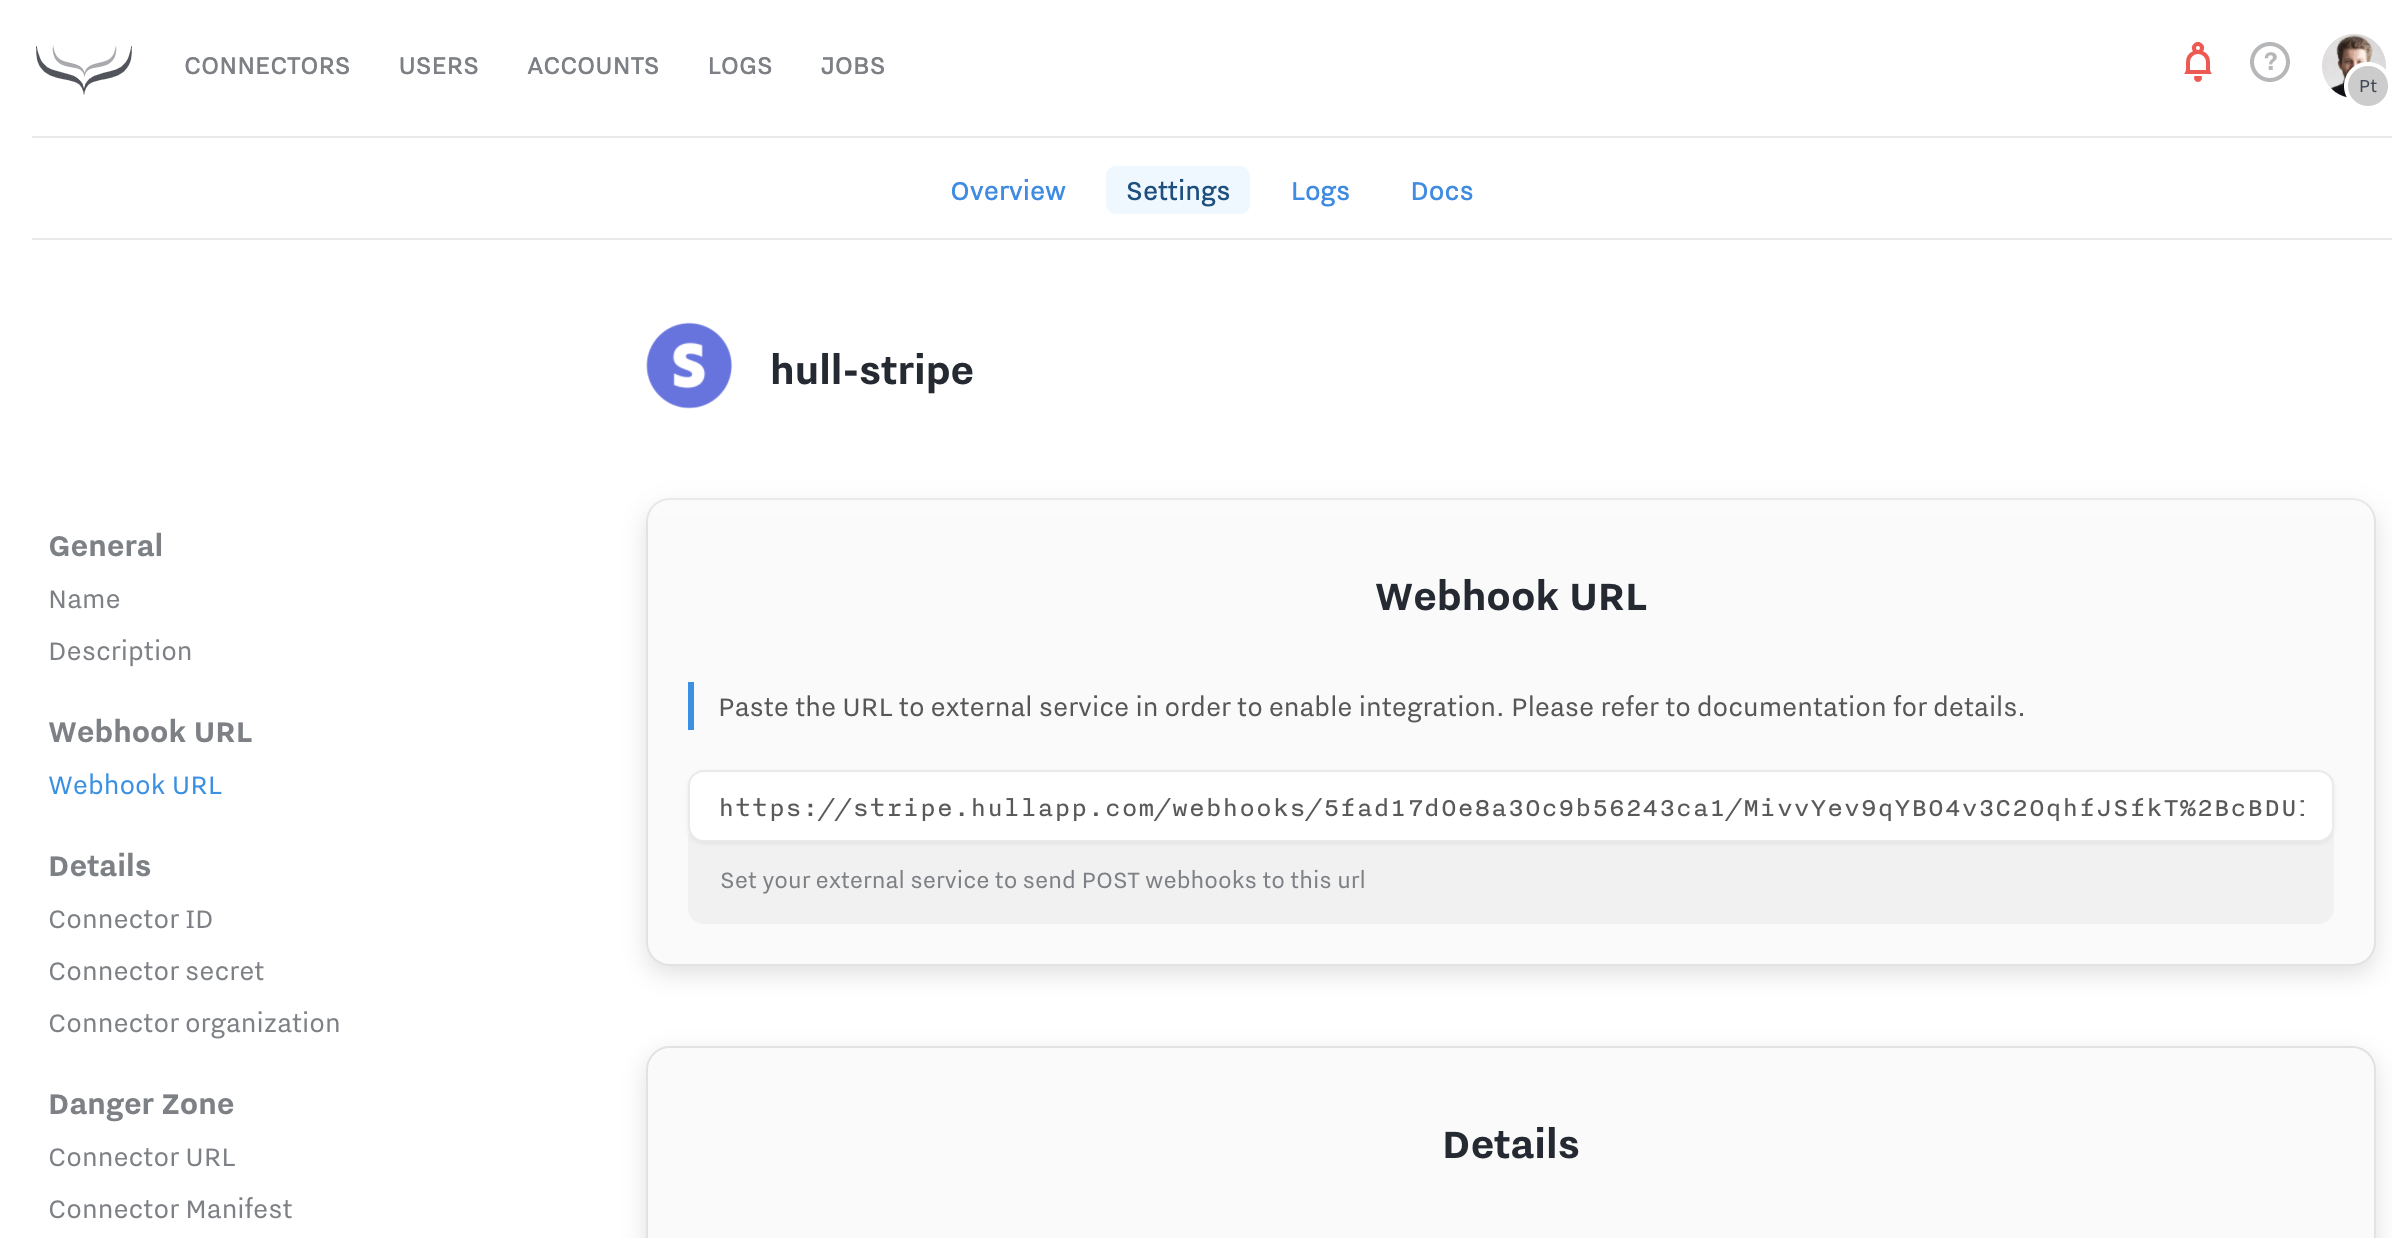 CONNECTORS USERS ACCOUNTS LOGS JOBS ? Pt
Overview Settings Logs Docs
S hull-stripe
General
Name
Description
Webhook URL
Webhook URL
Details
Connector ID
Connector secret
Connector organization
Danger Zone
Connector URL
Connector Manifest
Webhook URL
Paste the URL to external service in order to enable integration. Please refer to documentation for details.
https://stripe.hullapp.com/webhooks/5fad17d0e8a30c9b56243ca1/MivvYev9qYBO4v3C2OqhfJSfkT%2BcBDU
Set your external service to send POST webhooks to this url
Details